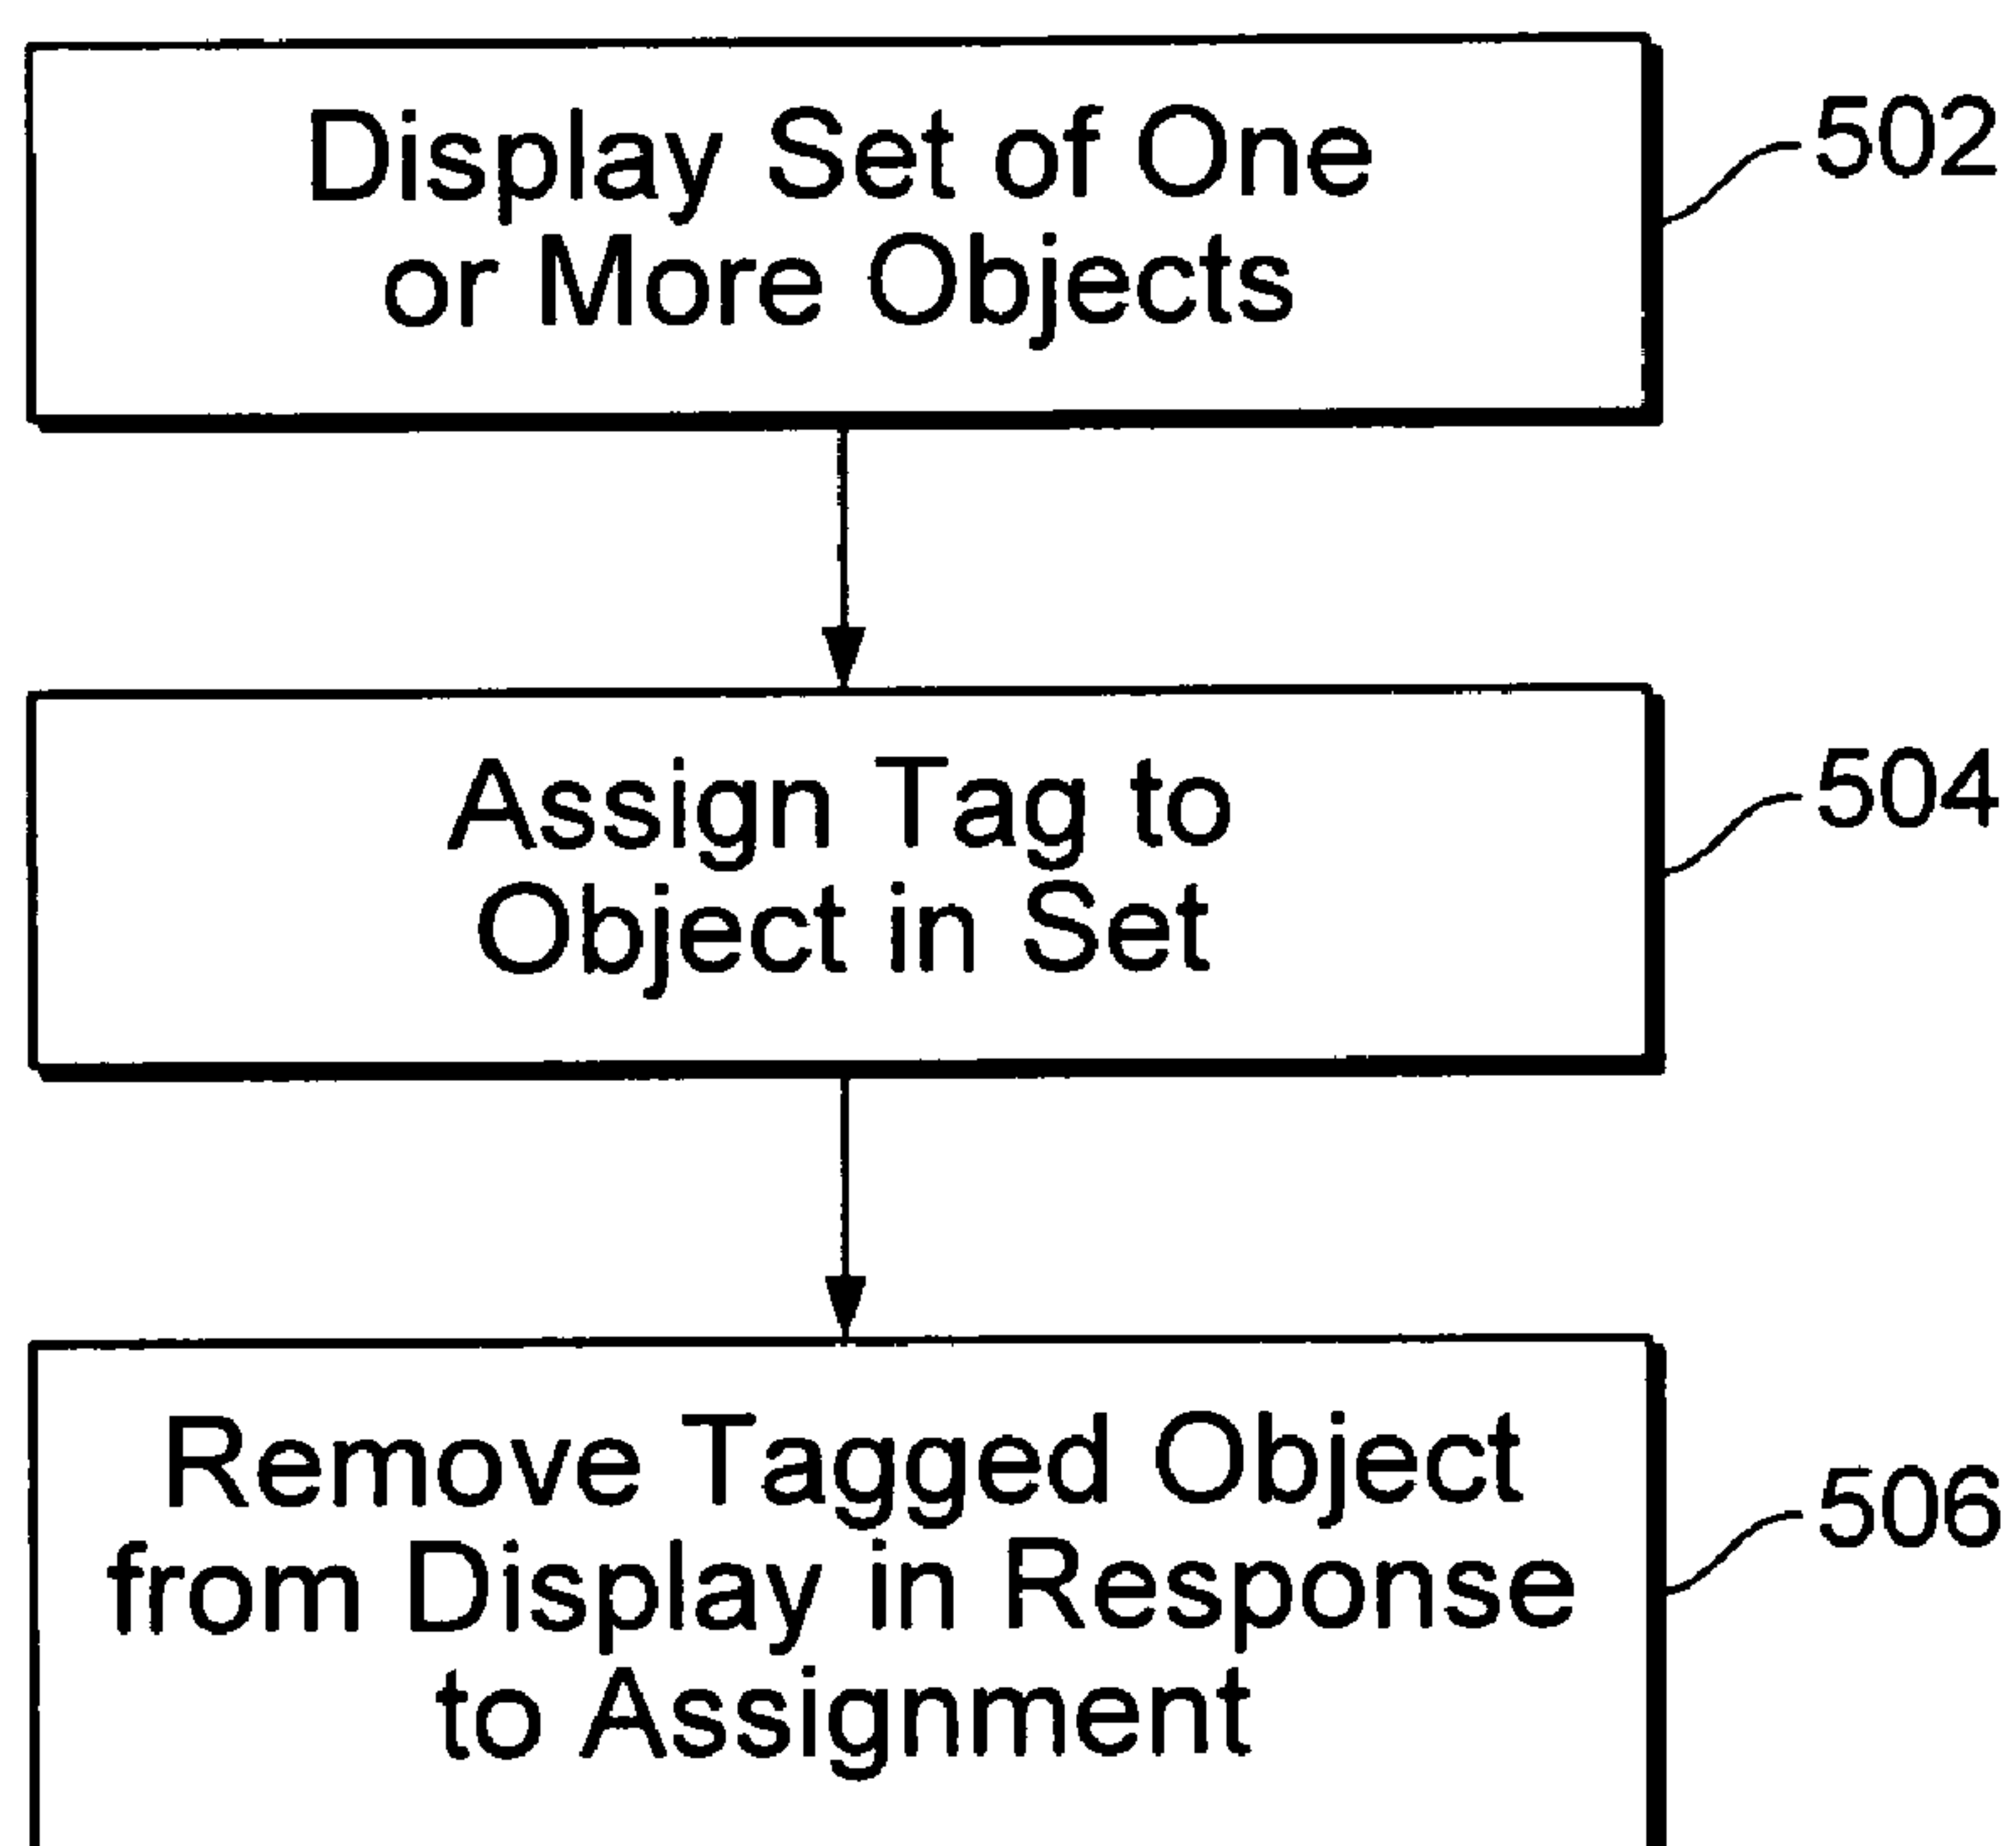 Display Set of One
or More Objects
502
Assign Tag to
Object in Set
504
Remove Tagged Object
from Display in Response
to Assignment
506